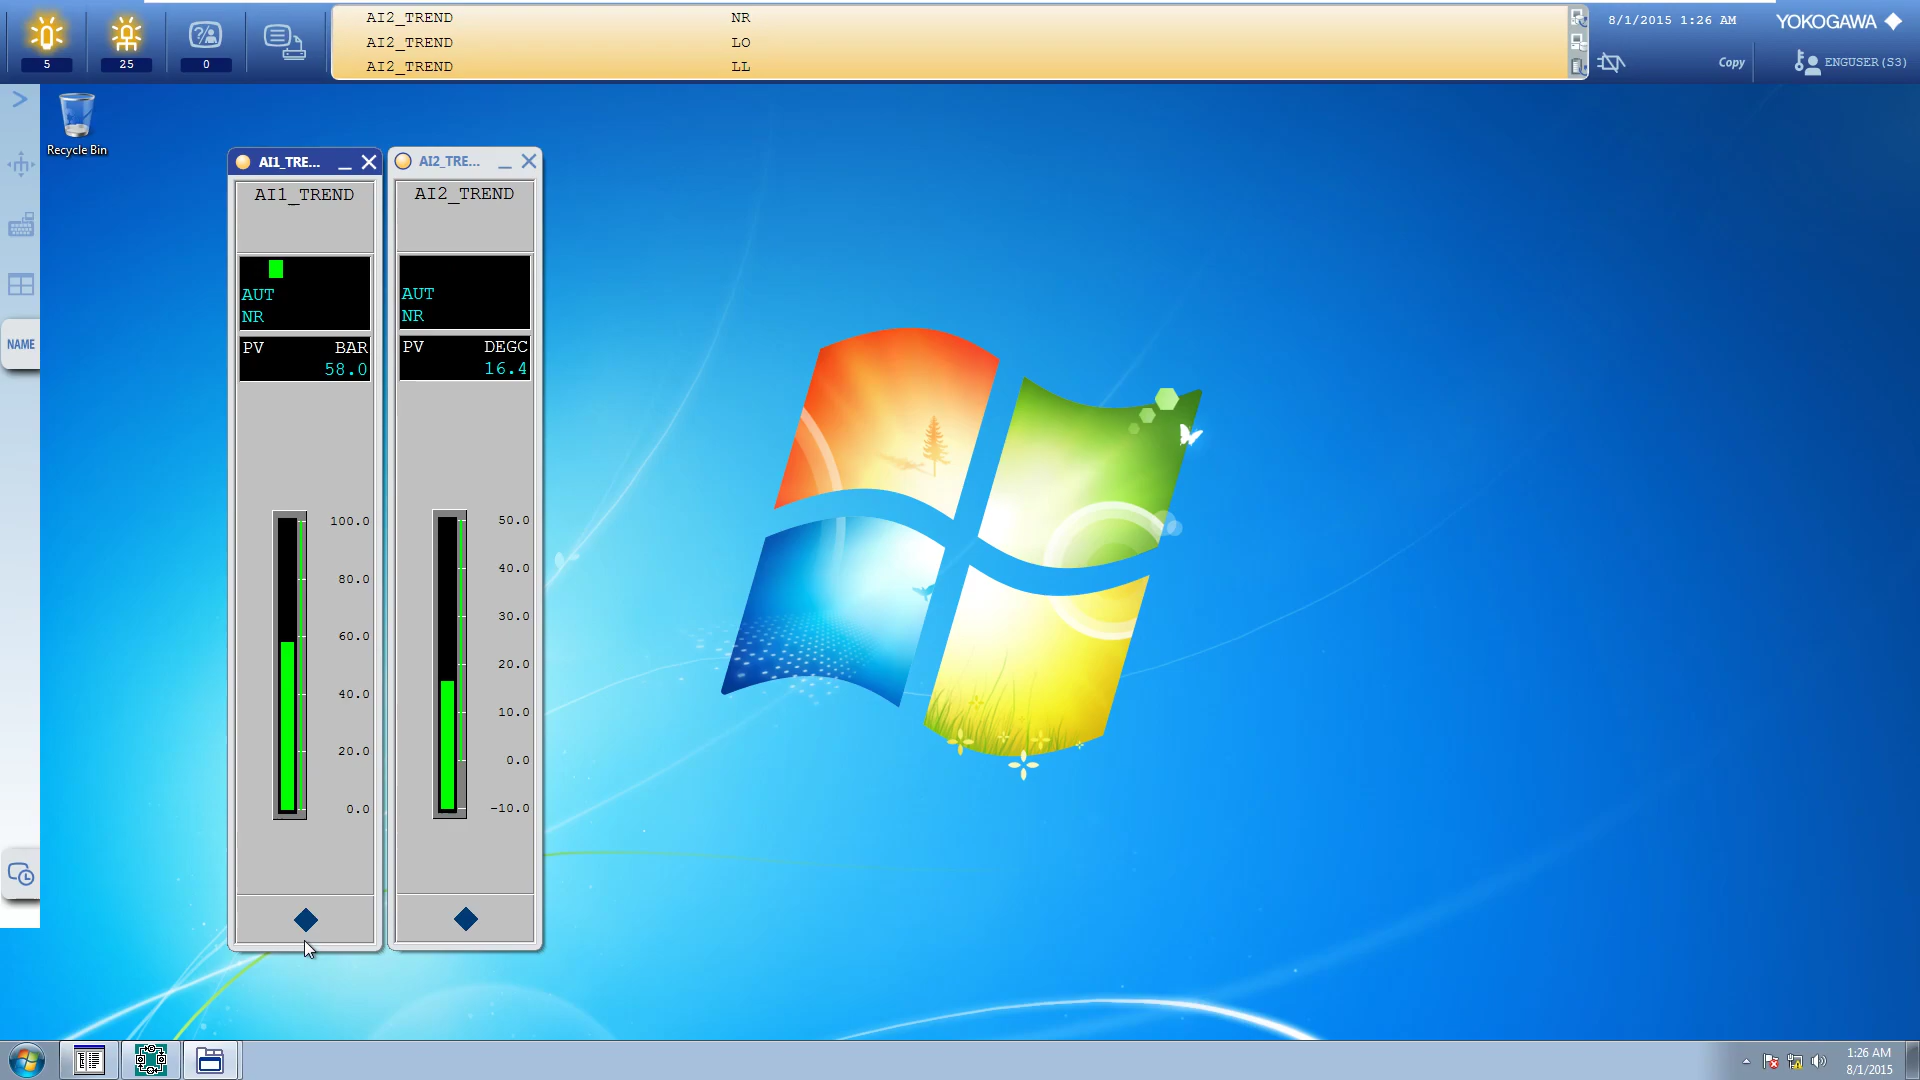 5
25
0
AI2_TREND NR
AI2_TREND LO
AI2_TREND LL
8/1/2015 1:26 AM
YOKOGAWA
Copy
ENGUSER (S3)
Recycle Bin
NAME
AI1_TRE...
AI1_TREND
AUT
NR
PV BAR
58.0
100.0
80.0
60.0
40.0
20.0
0.0
AI2_TRE...
AI2_TREND
AUT
NR
PV DEGC
16.4
50.0
40.0
30.0
20.0
10.0
0.0
-10.0
1:26 AM
8/1/2015